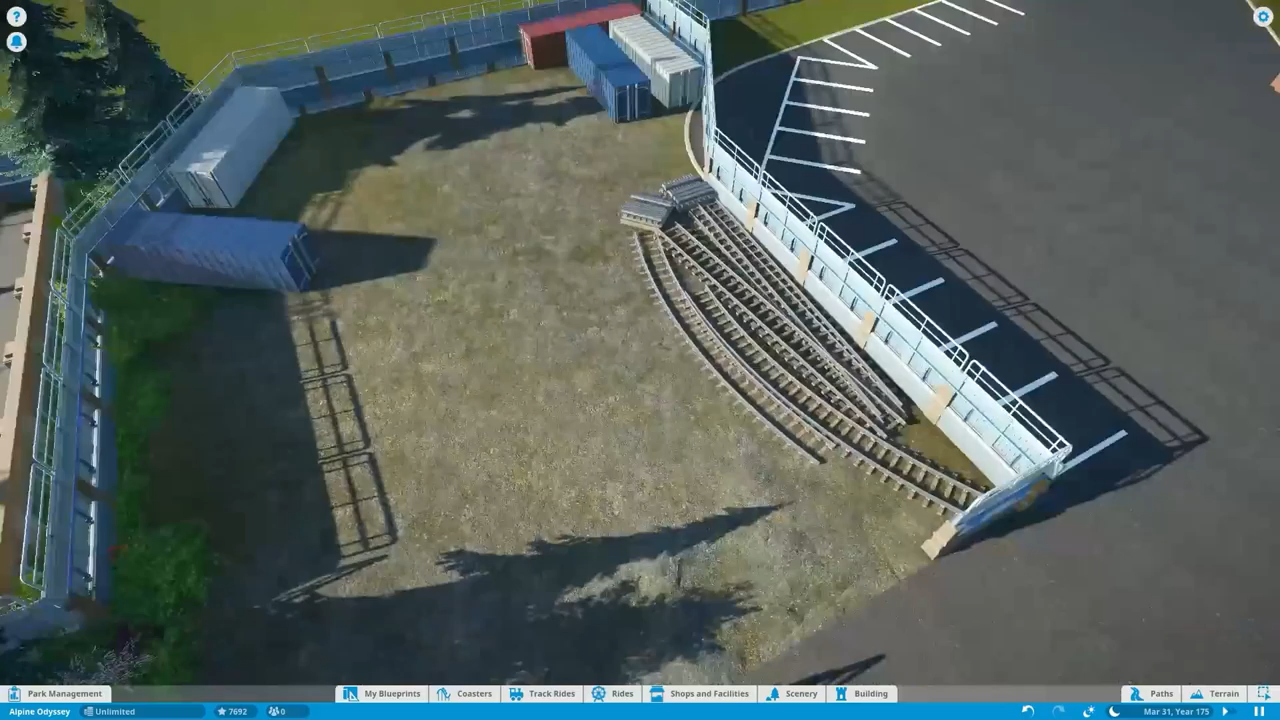 ?
Park Management
My Blueprints
Coasters
Track Rides
Rides
Shops and Facilities
Scenery
Building
Paths
Terrain
Alpine Odyssey
Unlimited
7692
0
Mar 31, Year 175